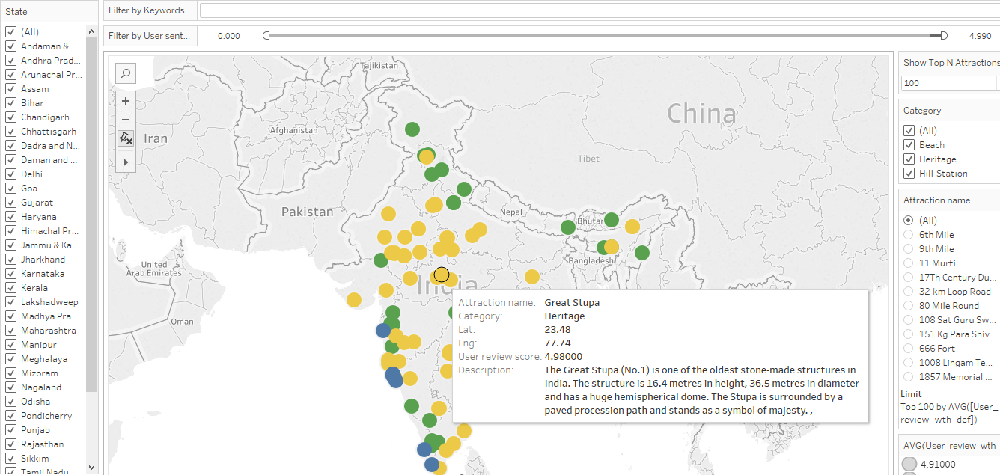 State
(All)
Andaman & ...
Andhra Prad...
Arunachal Pr...
Assam
Bihar
Chandigarh
Chhattisgarh
Dadra and N...
Daman and ...
Delhi
Goa
Gujarat
Haryana
Himachal Pr...
Jammu & Ka...
Jharkhand
Karnataka
Kerala
Lakshadweep
Madhya Pra...
Maharashtra
Manipur
Meghalaya
Mizoram
Nagaland
Odisha
Pondicherry
Punjab
Rajasthan
Sikkim
Tamil Nadu
Filter by Keywords
Filter by User sent...
0.000
4.990
Tajikistan
Afghanistan
Iran
China
Tibet
Pakistan
Nepal
Bhutan
United
Arab Emirates
Bangladesh
India
Oman
Attraction name: Great Stupa
Category: Heritage
Lat: 23.48
Lng: 77.74
User review score: 4.98000
Description: The Great Stupa (No.1) is one of the oldest stone-made structures in
India. The structure is 16.4 metres in height, 36.5 metres in diameter
and has a huge hemispherical dome. The Stupa is surrounded by a
paved procession path and stands as a symbol of majesty. ,
Show Top N Attractions
100
Category
(All)
Beach
Heritage
Hill-Station
Attraction name
(All)
6th Mile
9th Mile
11 Murti
17Th Century Du...
32-km Loop Road
80 Mile Round
108 Sat Guru Sw...
151 Kg Para Shiv...
666 Fort
1008 Lingam Te...
1857 Memorial ...
Limit
Top 100 by AVG([User_
review_wth_def])
AVG(User_review_wth_
4.91000